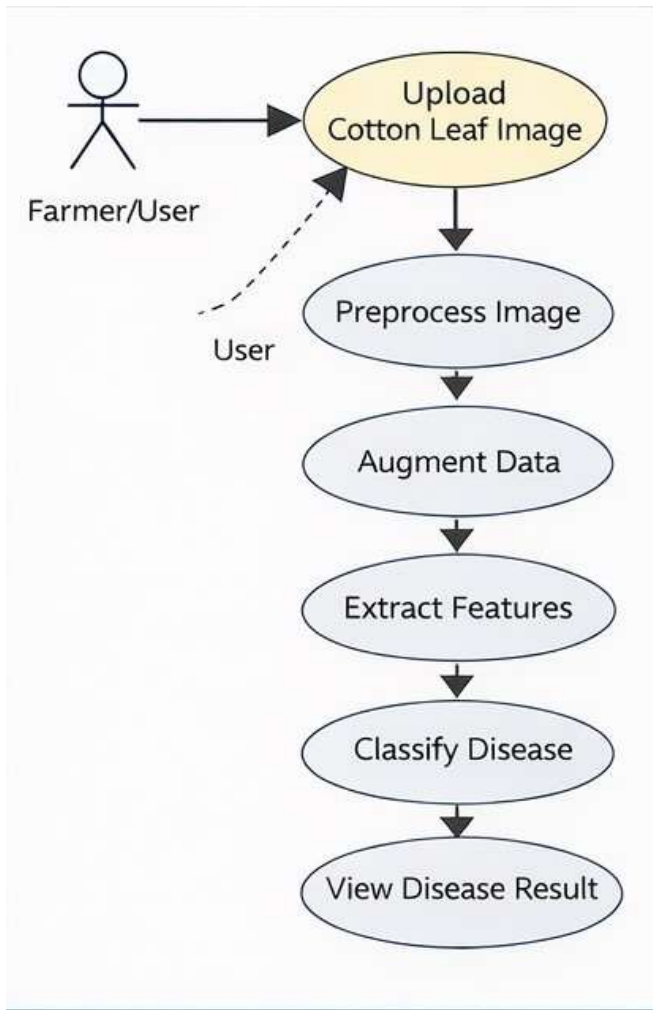 Upload
Cotton Leaf Image
Farmer/User
Preprocess Image
User
Augment Data
Extract Features
Classify Disease
View Disease Result